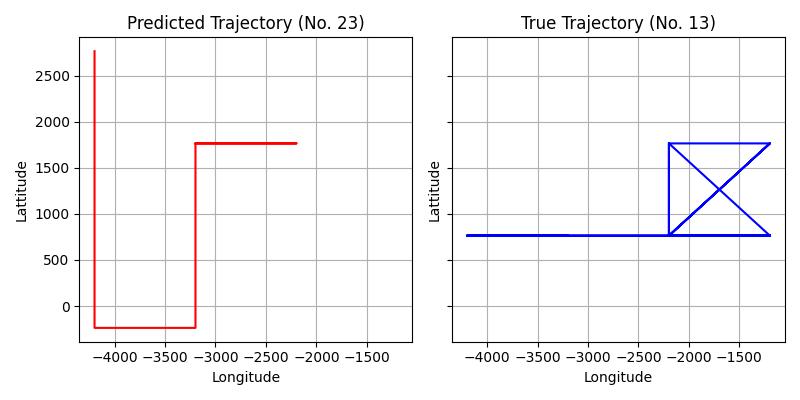 Predicted Trajectory (No. 23)
True Trajectory (No. 13)
Lattitude
2500
2000
1500
1000
500
0
−4000 −3500 −3000 −2500 −2000 −1500
Longitude
Lattitude
−4000 −3500 −3000 −2500 −2000 −1500
Longitude